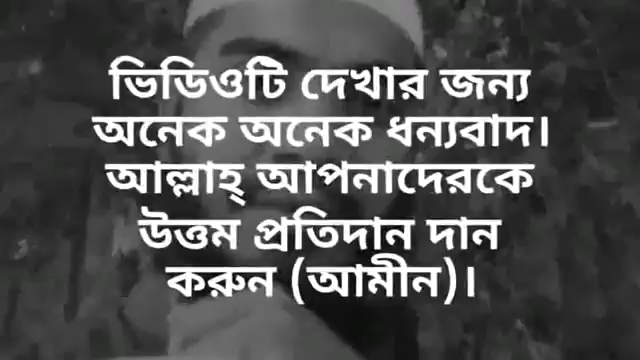 ভিডিওটি দেখার জন্য
অনেক অনেক ধন্যবাদ।
আল্লাহ্ আপনাদেরকে
উত্তম প্রতিদান দান
করুন (আমীন)।